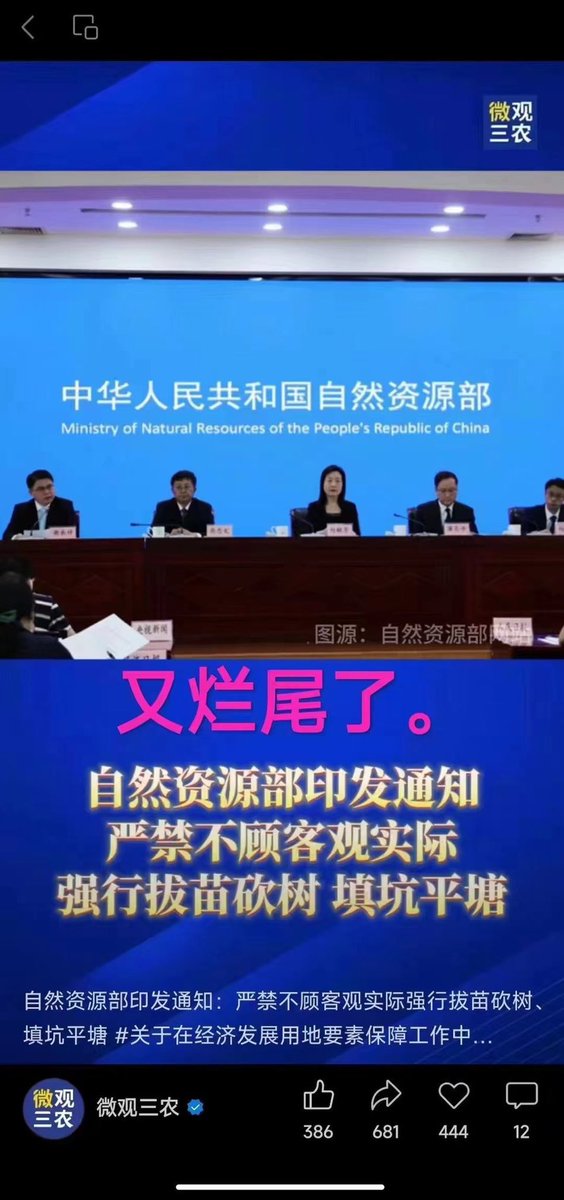 微观
三农
中华人民共和国自然资源部
Ministry of Natural Resources of the People's Republic of China
央视新闻
图源：自然资源部网站
又烂尾了。
自然资源部印发通知
严禁不顾客观实际
强行拔苗砍树 填坑平塘
自然资源部印发通知：严禁不顾客观实际强行拔苗砍树、
填坑平塘 #关于在经济发展用地要素保障工作中...
微观
三农
微观三农
386
681
444
12